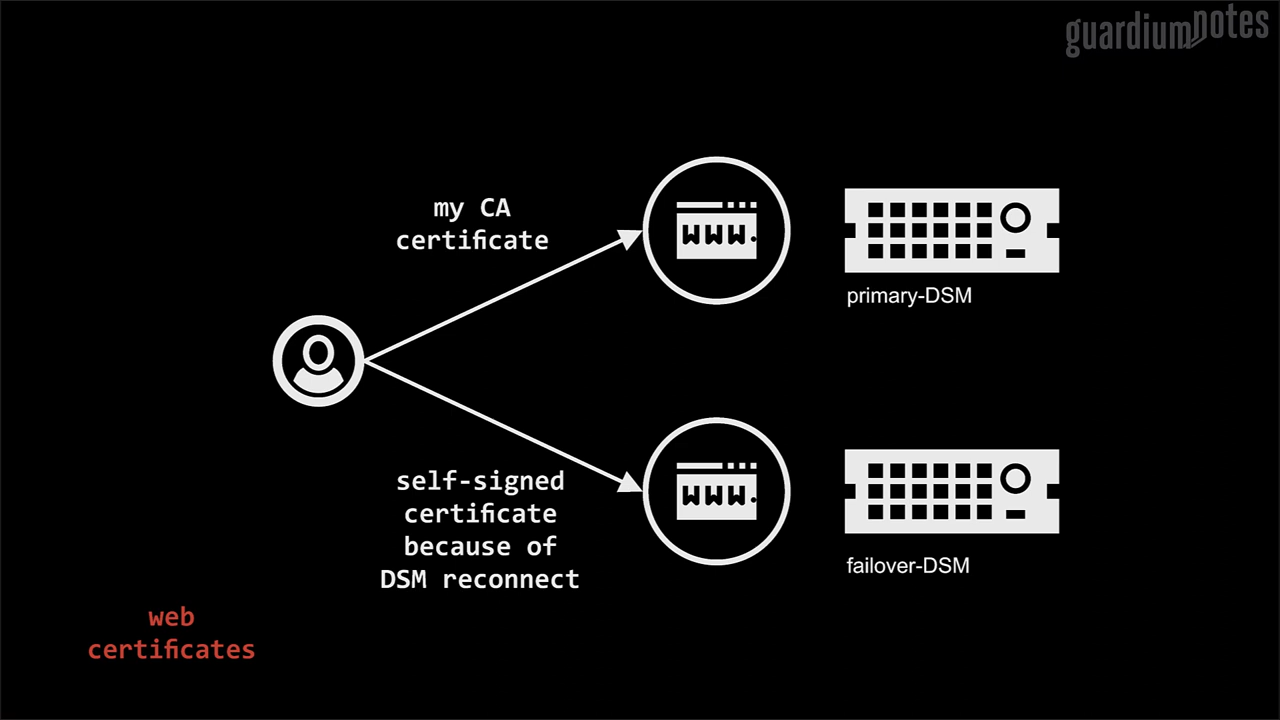 guardiumnotes
my CA
certificate
www.
primary-DSM
self-signed
certificate
because of
DSM reconnect
www.
failover-DSM
web
certificates